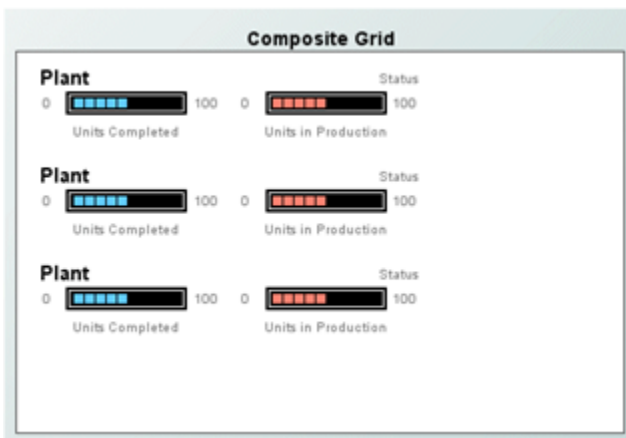 Composite Grid
Plant Status
0 100 0 100
Units Completed Units in Production
Plant Status
0 100 0 100
Units Completed Units in Production
Plant Status
0 100 0 100
Units Completed Units in Production